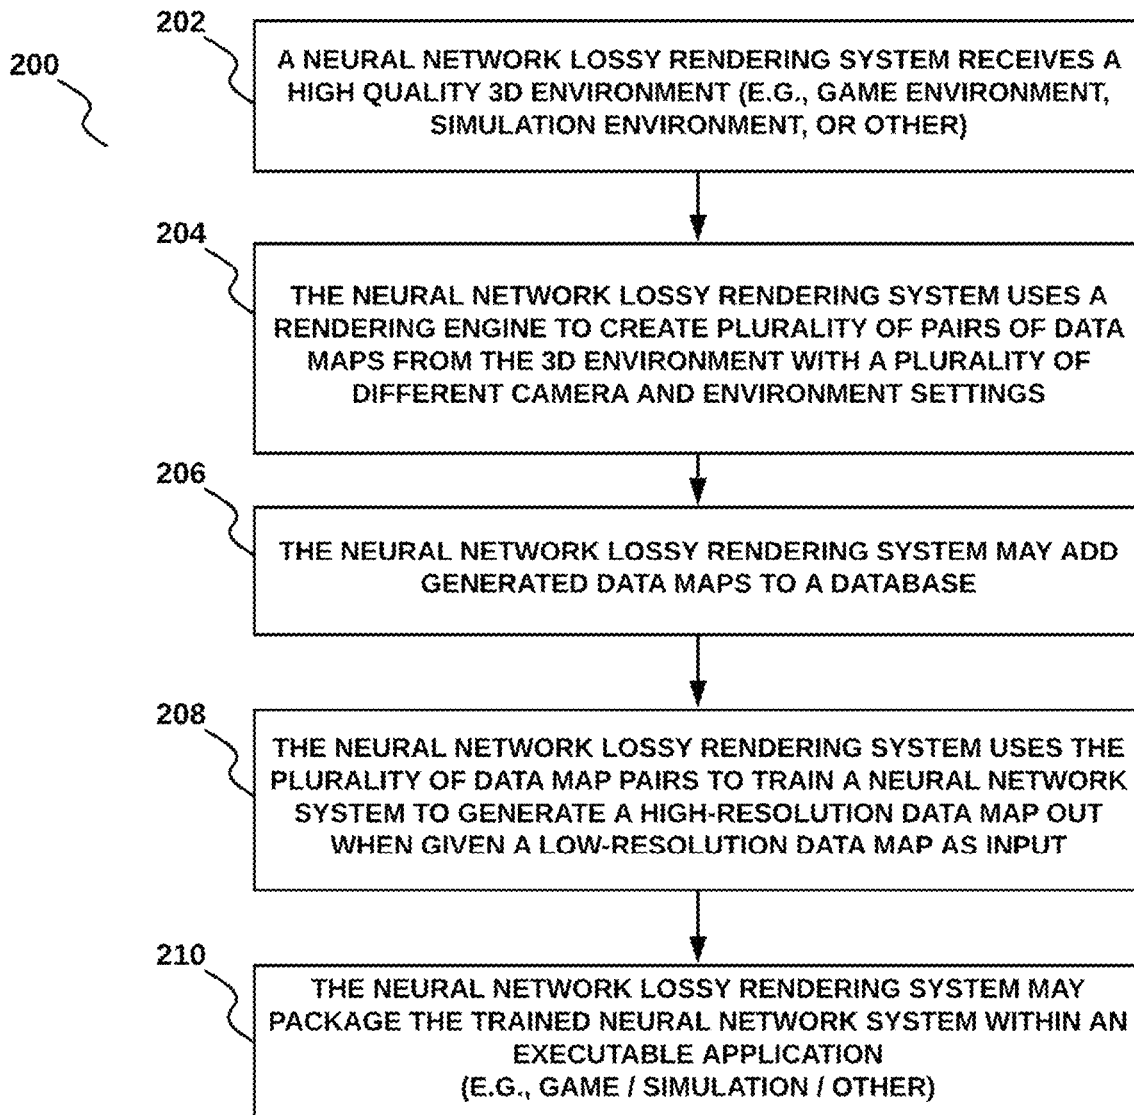 200
202
A NEURAL NETWORK LOSSY RENDERING SYSTEM RECEIVES A
HIGH QUALITY 3D ENVIRONMENT (E.G., GAME ENVIRONMENT,
SIMULATION ENVIRONMENT, OR OTHER)
204
THE NEURAL NETWORK LOSSY RENDERING SYSTEM USES A
RENDERING ENGINE TO CREATE PLURALITY OF PAIRS OF DATA
MAPS FROM THE 3D ENVIRONMENT WITH A PLURALITY OF
DIFFERENT CAMERA AND ENVIRONMENT SETTINGS
206
THE NEURAL NETWORK LOSSY RENDERING SYSTEM MAY ADD
GENERATED DATA MAPS TO A DATABASE
208
THE NEURAL NETWORK LOSSY RENDERING SYSTEM USES THE
PLURALITY OF DATA MAP PAIRS TO TRAIN A NEURAL NETWORK
SYSTEM TO GENERATE A HIGH-RESOLUTION DATA MAP OUT
WHEN GIVEN A LOW-RESOLUTION DATA MAP AS INPUT
210
THE NEURAL NETWORK LOSSY RENDERING SYSTEM MAY
PACKAGE THE TRAINED NEURAL NETWORK SYSTEM WITHIN AN
EXECUTABLE APPLICATION
(E.G., GAME / SIMULATION / OTHER)